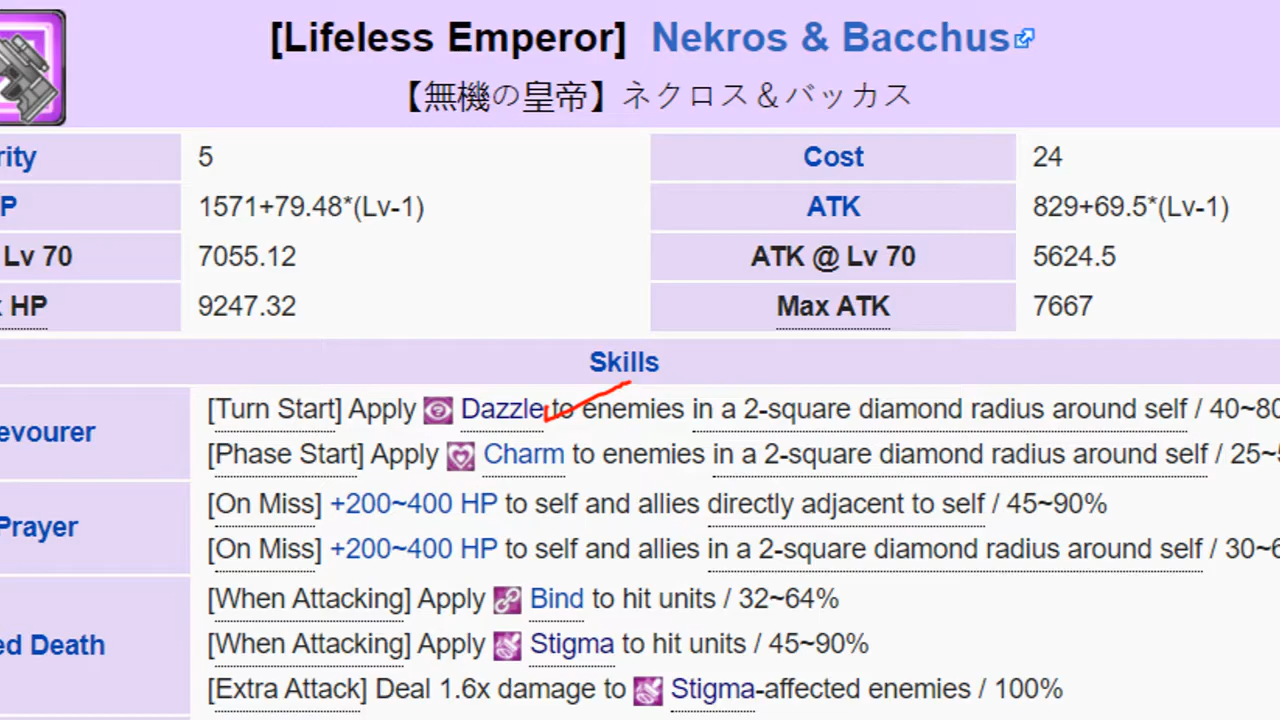 [Lifeless Emperor] Nekros & Bacchus
【無機の皇帝】ネクロス＆バッカス
rity 5 Cost 24
P 1571+79.48*(Lv-1) ATK 829+69.5*(Lv-1)
Lv 70 7055.12 ATK @ Lv 70 5624.5
x HP 9247.32 Max ATK 7667
Skills
evourer
[Turn Start] Apply Dazzle to enemies in a 2-square diamond radius around self / 40~80
[Phase Start] Apply Charm to enemies in a 2-square diamond radius around self / 25~
Prayer
[On Miss] +200~400 HP to self and allies directly adjacent to self / 45~90%
[On Miss] +200~400 HP to self and allies in a 2-square diamond radius around self / 30~6
ed Death
[When Attacking] Apply Bind to hit units / 32~64%
[When Attacking] Apply Stigma to hit units / 45~90%
[Extra Attack] Deal 1.6x damage to Stigma-affected enemies / 100%